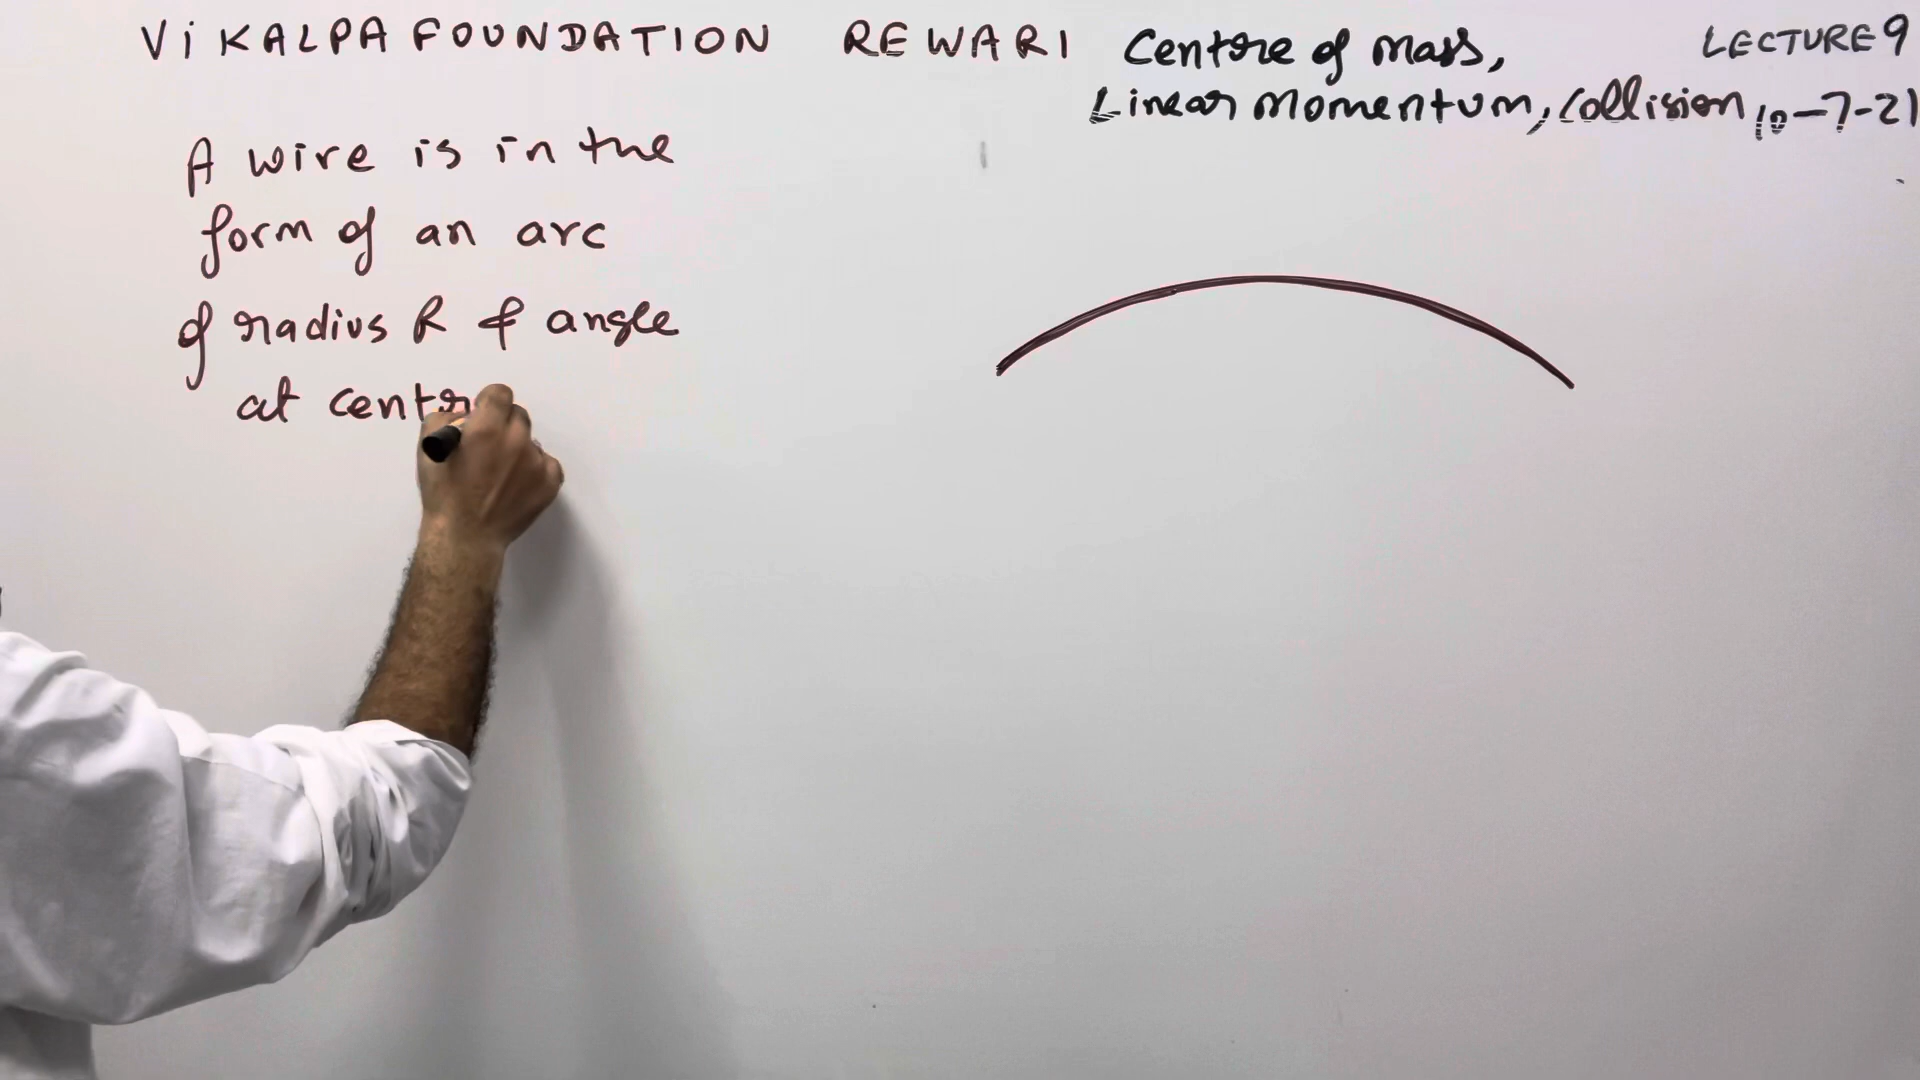 ViKALPA FOUNDATION REWARI
Centre of Mass,
Linear Momentum, Collision
LECTURE 9
10-7-21
A wire is in the
form of an arc
of radius R & angle
at centr